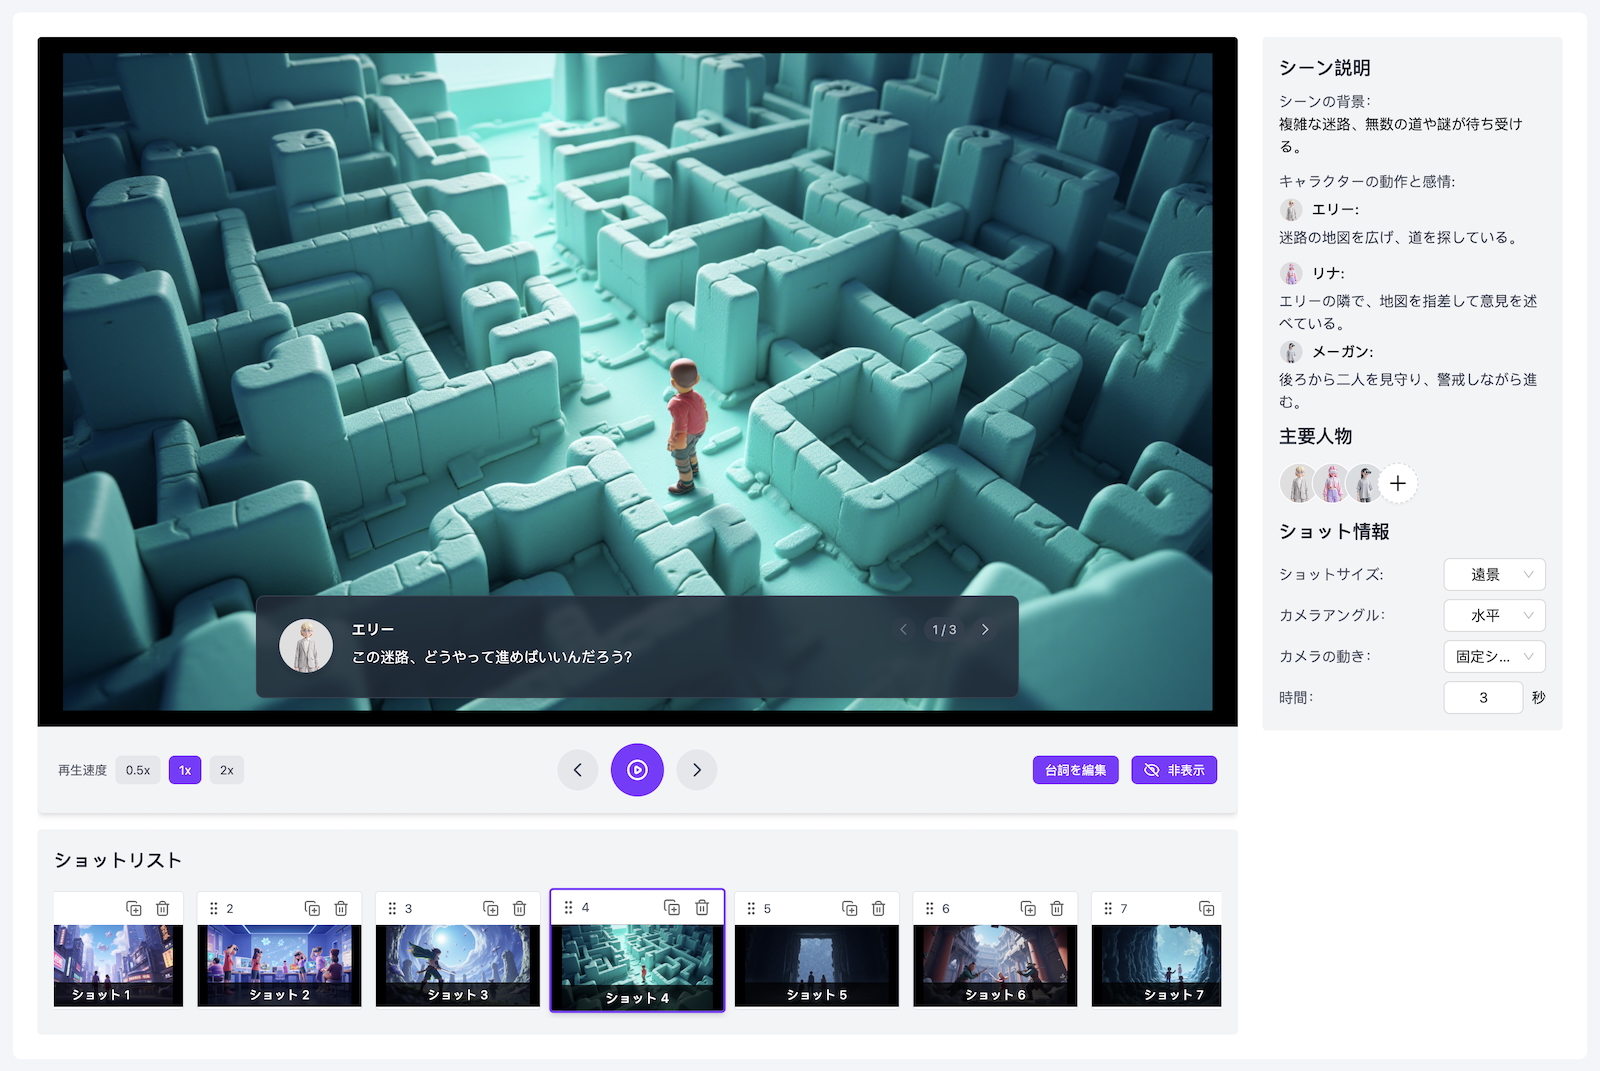 シーン説明
シーンの背景:
複雑な迷路、無数の道や謎が待ち受け
る。
キャラクターの動作と感情:
エリー:
迷路の地図を広げ、道を探している。
リナ:
エリーの隣で、地図を指差して意見を述
べている。
メーガン:
後ろから二人を見守り、警戒しながら進
む。
主要人物
ショット情報
ショットサイズ: 遠景
カメラアングル: 水平
カメラの動き: 固定シ...
時間: 3 秒
エリー
1 / 3
この迷路、どうやって進めばいいんだろう?
再生速度 0.5x 1x 2x
台詞を編集 非表示
ショットリスト
2 3 4 5 6 7
ショット 1 ショット 2 ショット 3 ショット 4 ショット 5 ショット 6 ショット 7